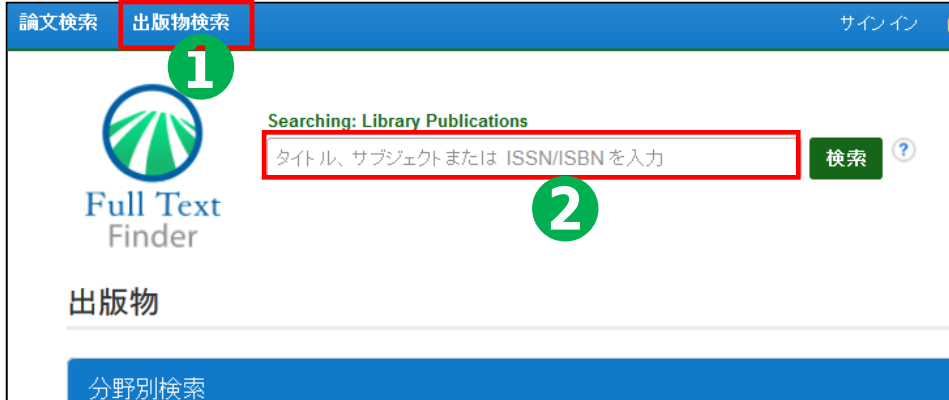 論文検索 出版物検索 サインイン
1
Searching: Library Publications
タイトル、サブジェクトまたは ISSN/ISBN を入力 検索 ?
2
Full Text
Finder
出版物
分野別検索